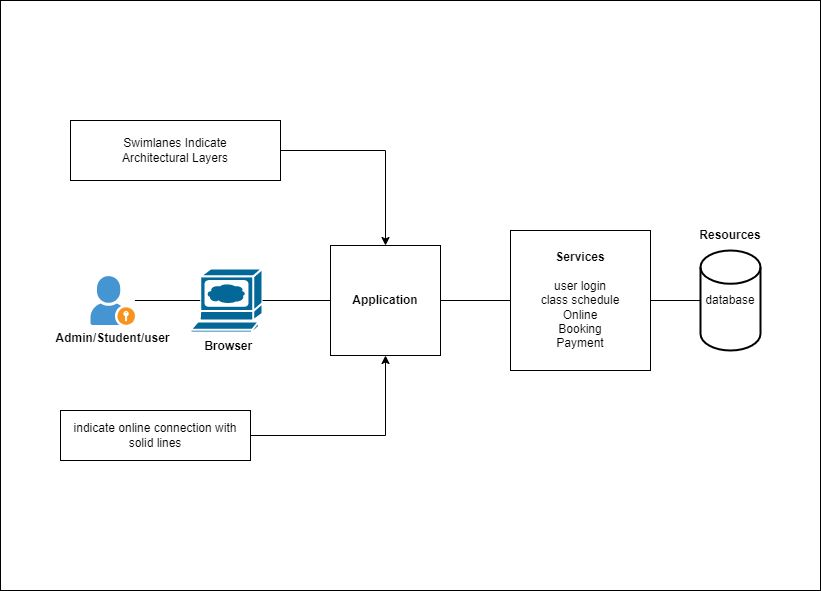 Swimlanes Indicate
Architectural Layers
Resources
Services
user login
class schedule
Online
Booking
Payment
database
Application
Admin/Student/user
Browser
indicate online connection with
solid lines